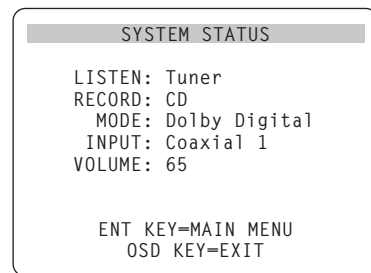 SYSTEM STATUS
LISTEN: Tuner
RECORD: CD
MODE: Dolby Digital
INPUT: Coaxial 1
VOLUME: 65
ENT KEY=MAIN MENU
OSD KEY=EXIT